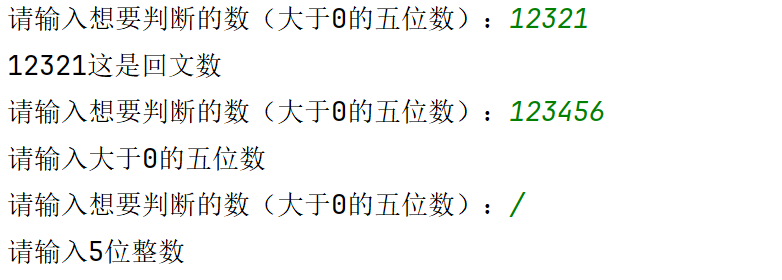 请输入想要判断的数（大于0的五位数）：12321
12321这是回文数
请输入想要判断的数（大于0的五位数）：123456
请输入大于0的五位数
请输入想要判断的数（大于0的五位数）：/
请输入5位整数